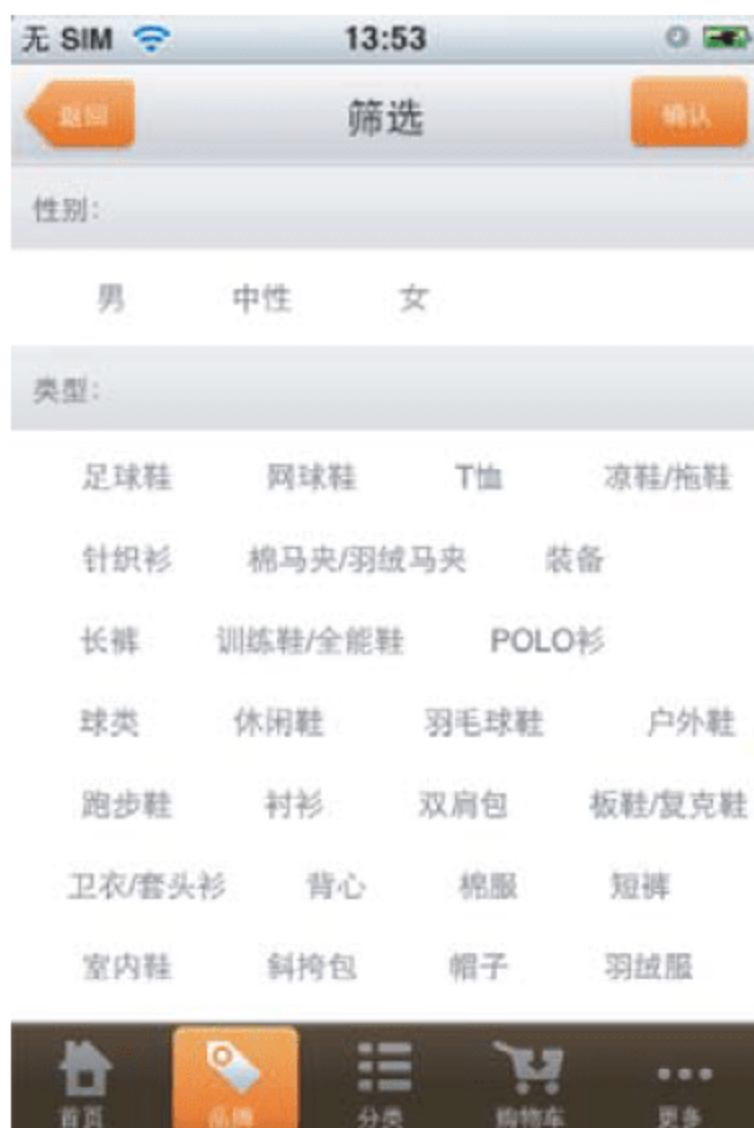 无 SIM 13:53
返回 筛选 确认
性别:
男 中性 女
类型:
足球鞋 网球鞋 T恤 凉鞋/拖鞋
针织衫 棉马夹/羽绒马夹 装备
长裤 训练鞋/全能鞋 POLO衫
球类 休闲鞋 羽毛球鞋 户外鞋
跑步鞋 衬衫 双肩包 板鞋/复克鞋
卫衣/套头衫 背心 棉服 短裤
室内鞋 斜挎包 帽子 羽绒服
首页 品牌 分类 购物车 更多